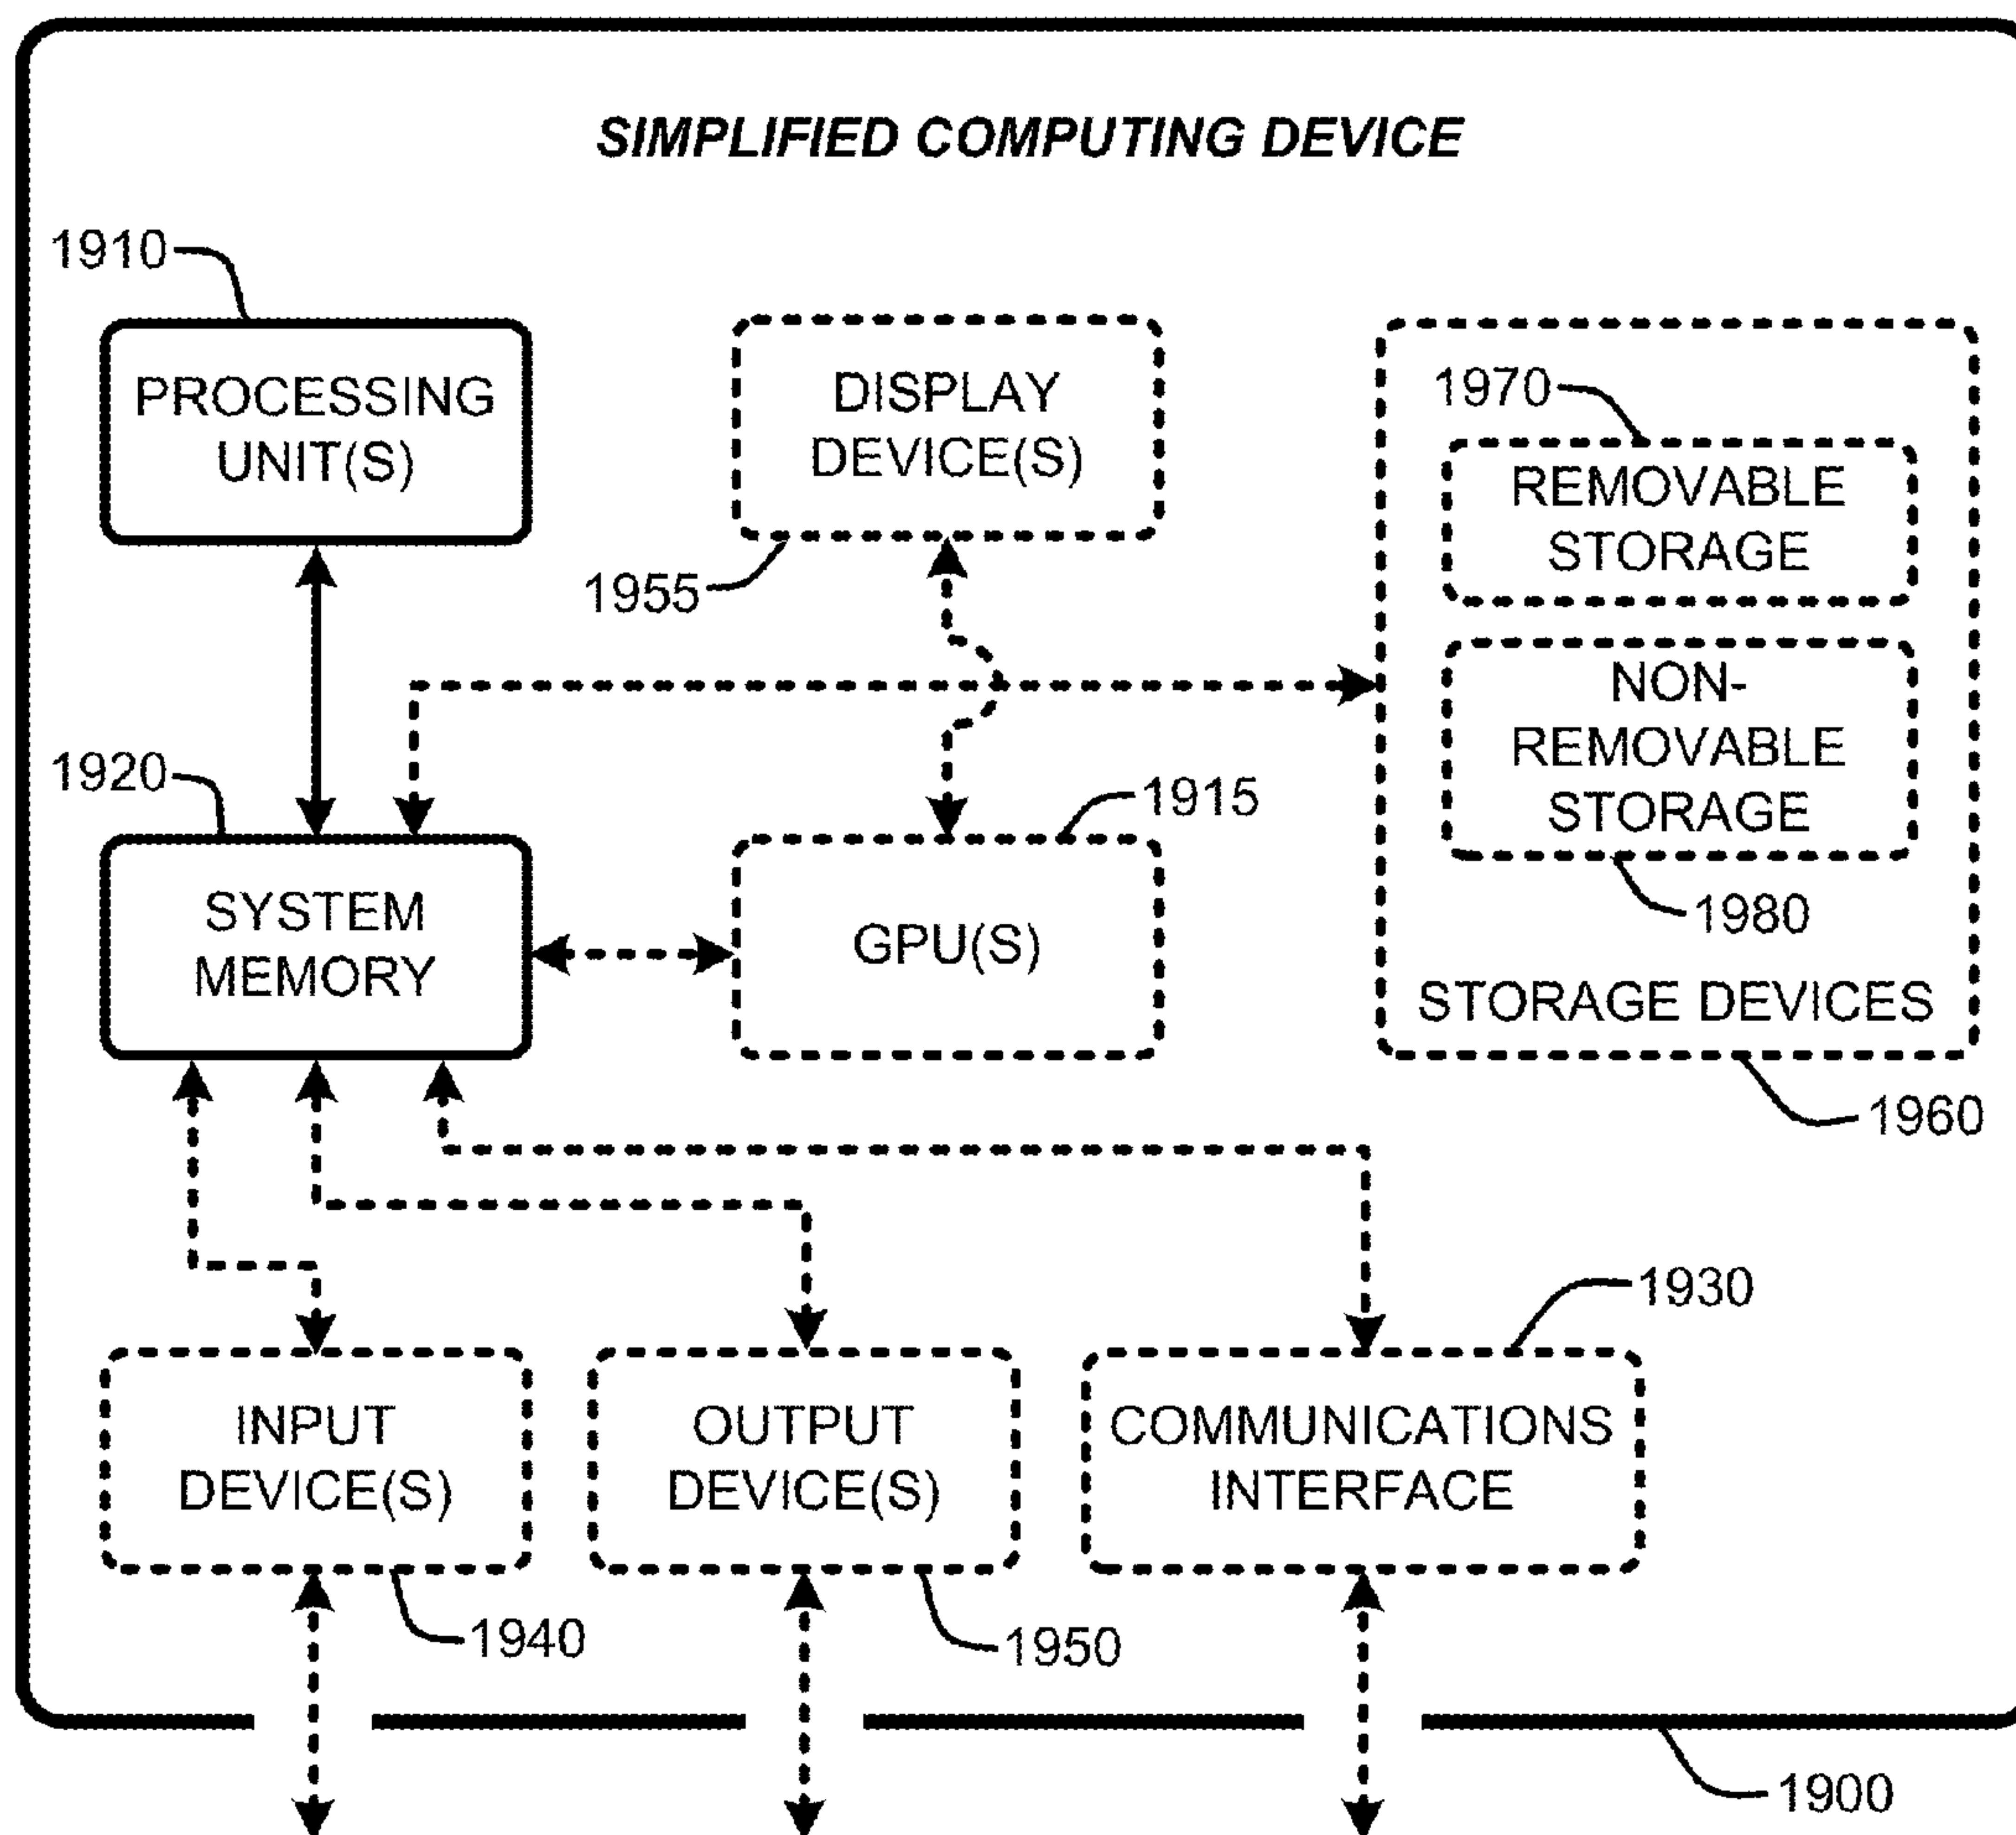 SIMPLIFIED COMPUTING DEVICE
1910
PROCESSING
UNIT(S)
DISPLAY
DEVICE(S)
1955
1970
REMOVABLE
STORAGE
NON-
REMOVABLE
STORAGE
1980
STORAGE DEVICES
1960
1920
SYSTEM
MEMORY
1915
GPU(S)
1930
INPUT
DEVICE(S)
1940
OUTPUT
DEVICE(S)
1950
COMMUNICATIONS
INTERFACE
1900